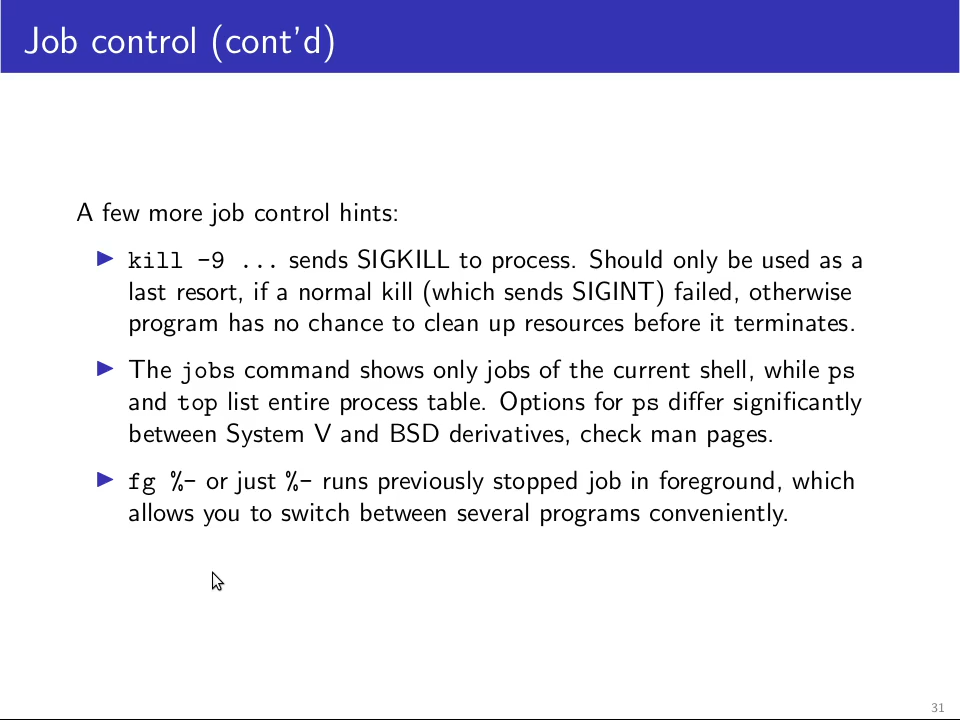 Job control (cont'd)
A few more job control hints:
▶ kill -9 ... sends SIGKILL to process. Should only be used as a
last resort, if a normal kill (which sends SIGINT) failed, otherwise
program has no chance to clean up resources before it terminates.
▶ The jobs command shows only jobs of the current shell, while ps
and top list entire process table. Options for ps differ significantly
between System V and BSD derivatives, check man pages.
▶ fg %- or just %- runs previously stopped job in foreground, which
allows you to switch between several programs conveniently.
31